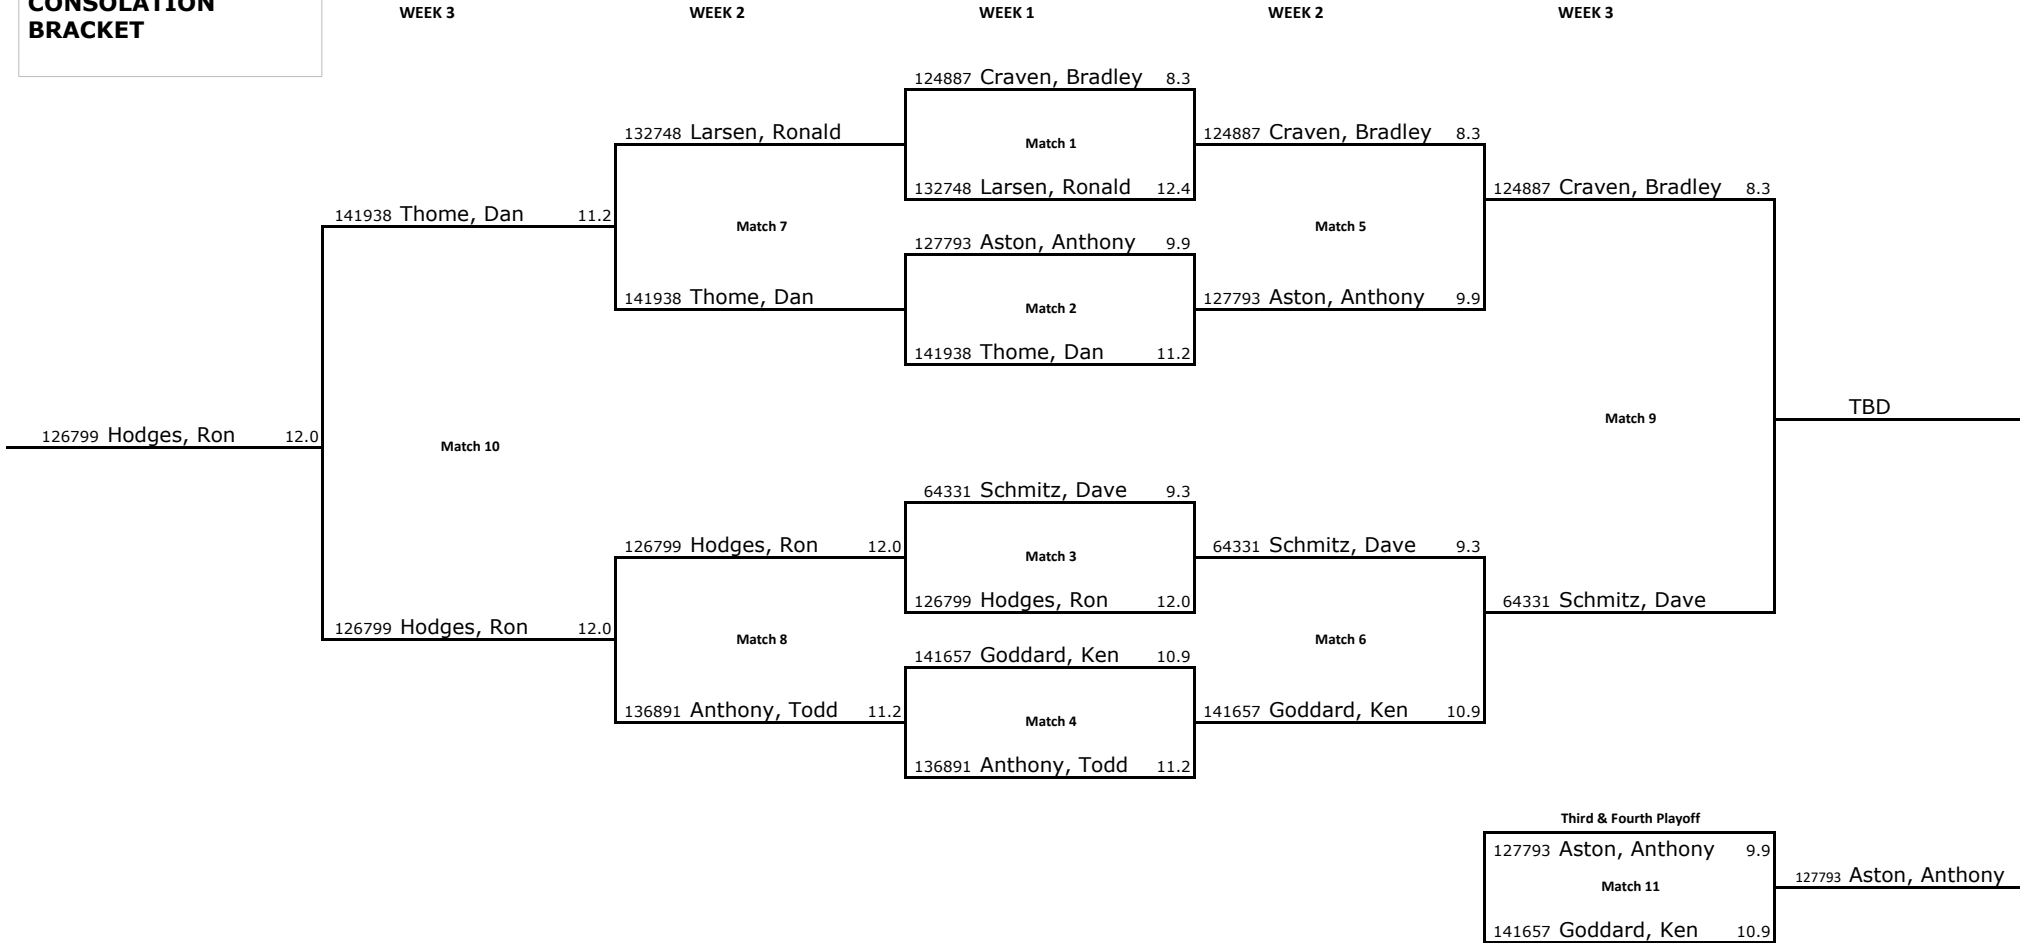 CONSOLATION
BRACKET
WEEK 3 WEEK 2 WEEK 1 WEEK 2 WEEK 3
124887 Craven, Bradley 8.3
132748 Larsen, Ronald
Match 1
124887 Craven, Bradley 8.3
132748 Larsen, Ronald 12.4
124887 Craven, Bradley 8.3
141938 Thome, Dan 11.2
Match 7
Match 5
127793 Aston, Anthony 9.9
141938 Thome, Dan
Match 2
127793 Aston, Anthony 9.9
141938 Thome, Dan 11.2
TBD
Match 9
126799 Hodges, Ron 12.0
Match 10
64331 Schmitz, Dave 9.3
126799 Hodges, Ron 12.0
Match 3
64331 Schmitz, Dave 9.3
126799 Hodges, Ron 12.0
64331 Schmitz, Dave
126799 Hodges, Ron 12.0
Match 8
Match 6
141657 Goddard, Ken 10.9
136891 Anthony, Todd 11.2
Match 4
141657 Goddard, Ken 10.9
136891 Anthony, Todd 11.2
Third & Fourth Playoff
127793 Aston, Anthony 9.9
Match 11
127793 Aston, Anthony
141657 Goddard, Ken 10.9